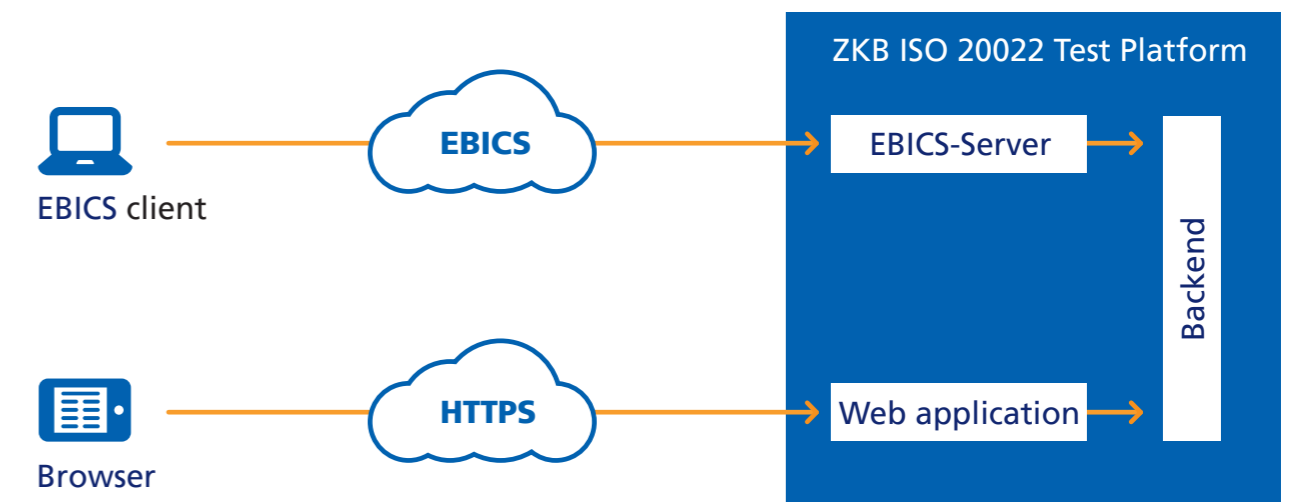 ZKB ISO 20022 Test Platform
EBICS
EBICS-Server
EBICS client
Backend
HTTPS
Web application
Browser